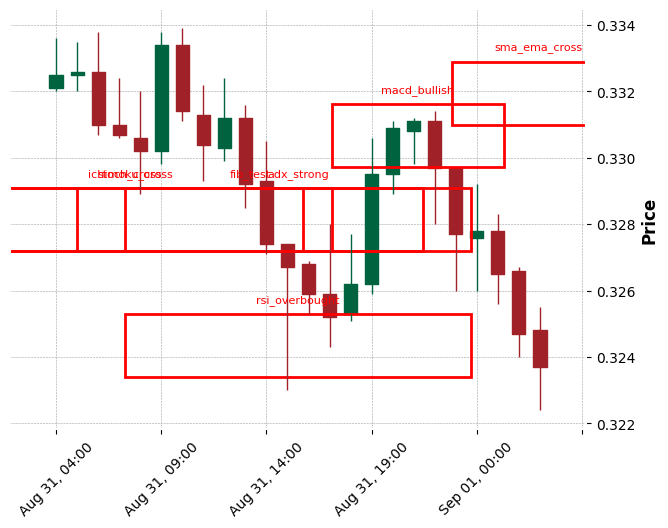 0.334
sma_ema_cross
0.332
macd_bullish
0.330
stoch_cross
adx_strong
0.328
Price
0.326
rsi_overbought
0.324
0.322
Aug 31, 04:00
Aug 31, 09:00
Aug 31, 14:00
Aug 31, 19:00
Sep 01, 00:00